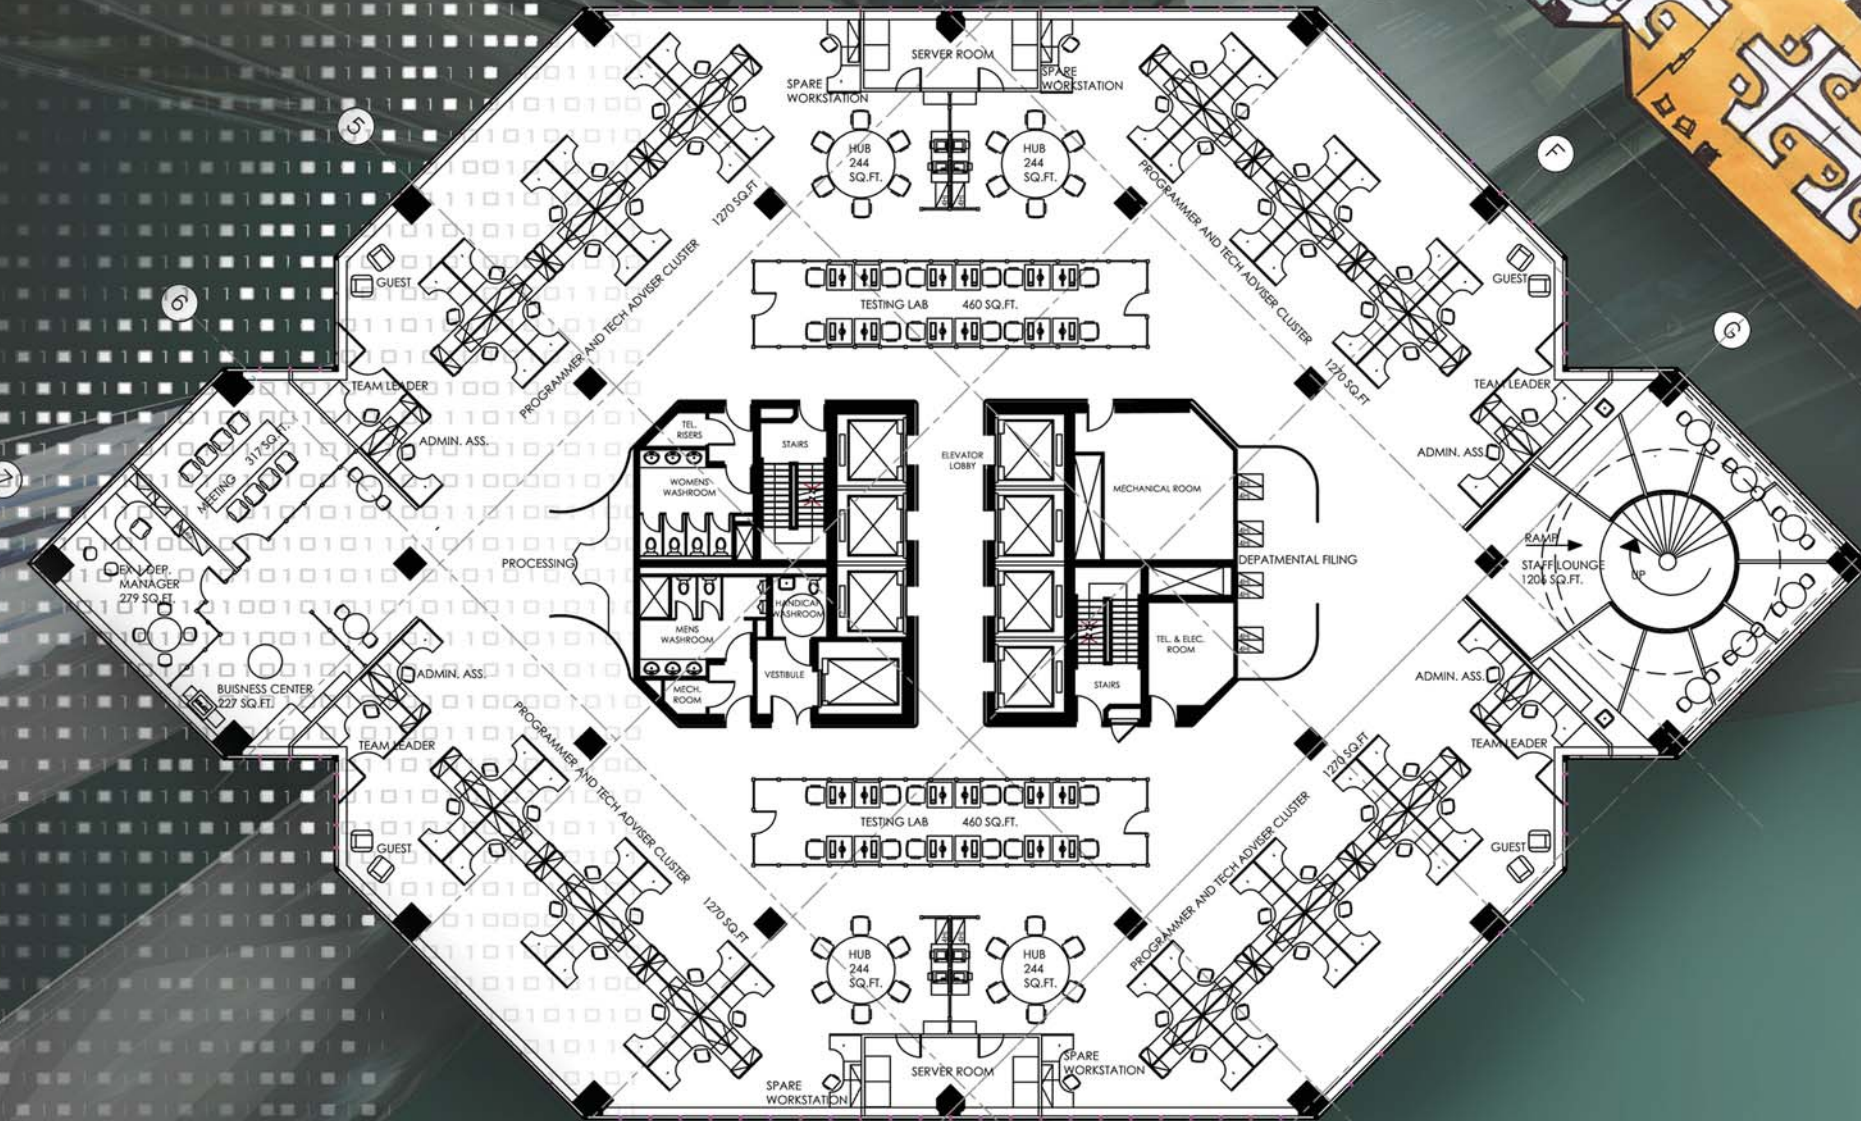 SERVER ROOM
SPARE
WORKSTATION
SPARE
WORKSTATION
5
F
HUB
244
SQ.FT.
HUB
244
SQ.FT.
PROGRAMMER AND TECH ADVISER CLUSTER
1270 SQ.FT
PROGRAMMER AND TECH ADVISER CLUSTER
1270 SQ.FT
6
G
GUEST
GUEST
TESTING LAB 460 SQ.FT.
TEAM LEADER
ADMIN. ASS.
TEAM LEADER
ADMIN. ASS.
MEETING 317 SQ.FT.
TEL.
RISERS
STAIRS
ELEVATOR
LOBBY
WOMENS
WASHROOM
MECHANICAL ROOM
PROCESSING
DEPATMENTAL FILING
RAMP
STAFF LOUNGE
1206 SQ.FT.
UP
MANAGER
279 SQ.FT.
HANDICAP
WASHROOM
MENS
WASHROOM
TEL. & ELEC.
ROOM
VESTIBULE
STAIRS
MECH.
ROOM
ADMIN. ASS.
ADMIN. ASS.
BUISNESS CENTER
227 SQ.FT.
TEAM LEADER
TEAM LEADER
PROGRAMMER AND TECH ADVISER CLUSTER
1270 SQ.FT
PROGRAMMER AND TECH ADVISER CLUSTER
1270 SQ.FT
TESTING LAB 460 SQ.FT.
GUEST
GUEST
HUB
244
SQ.FT.
HUB
244
SQ.FT.
SERVER ROOM
SPARE
WORKSTATION
SPARE
WORKSTATION